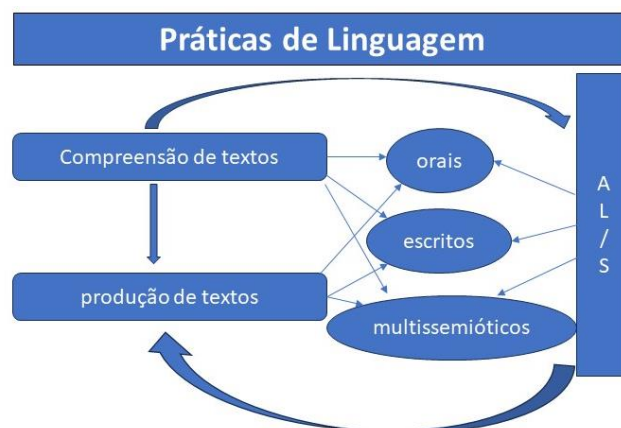 Práticas de Linguagem
Compreensão de textos
orais
escritos
produção de textos
multissemióticos
A
L
/
S